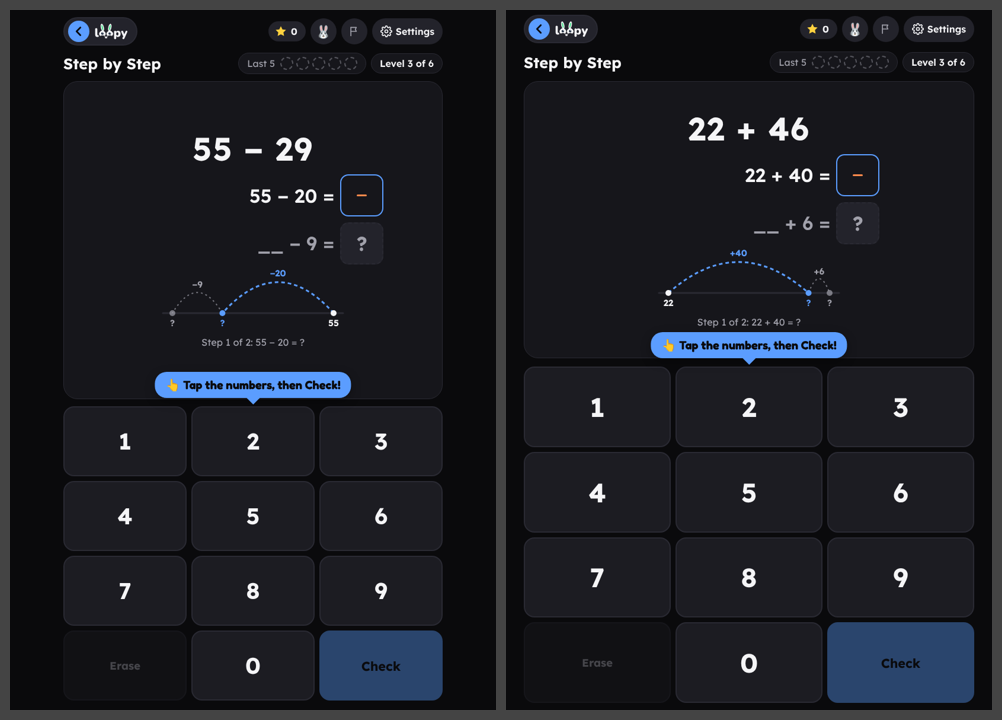 loopy
0
Settings
Step by Step
Last 5
Level 3 of 6
55 – 29
55 – 20 = –
__ – 9 = ?
–20
–9
?
?
55
Step 1 of 2: 55 – 20 = ?
👆 Tap the numbers, then Check!
1 2 3
4 5 6
7 8 9
Erase 0 Check
loopy
0
Settings
Step by Step
Last 5
Level 3 of 6
22 + 46
22 + 40 = –
__ + 6 = ?
+40
+6
22
?
?
Step 1 of 2: 22 + 40 = ?
👆 Tap the numbers, then Check!
1 2 3
4 5 6
7 8 9
Erase 0 Check